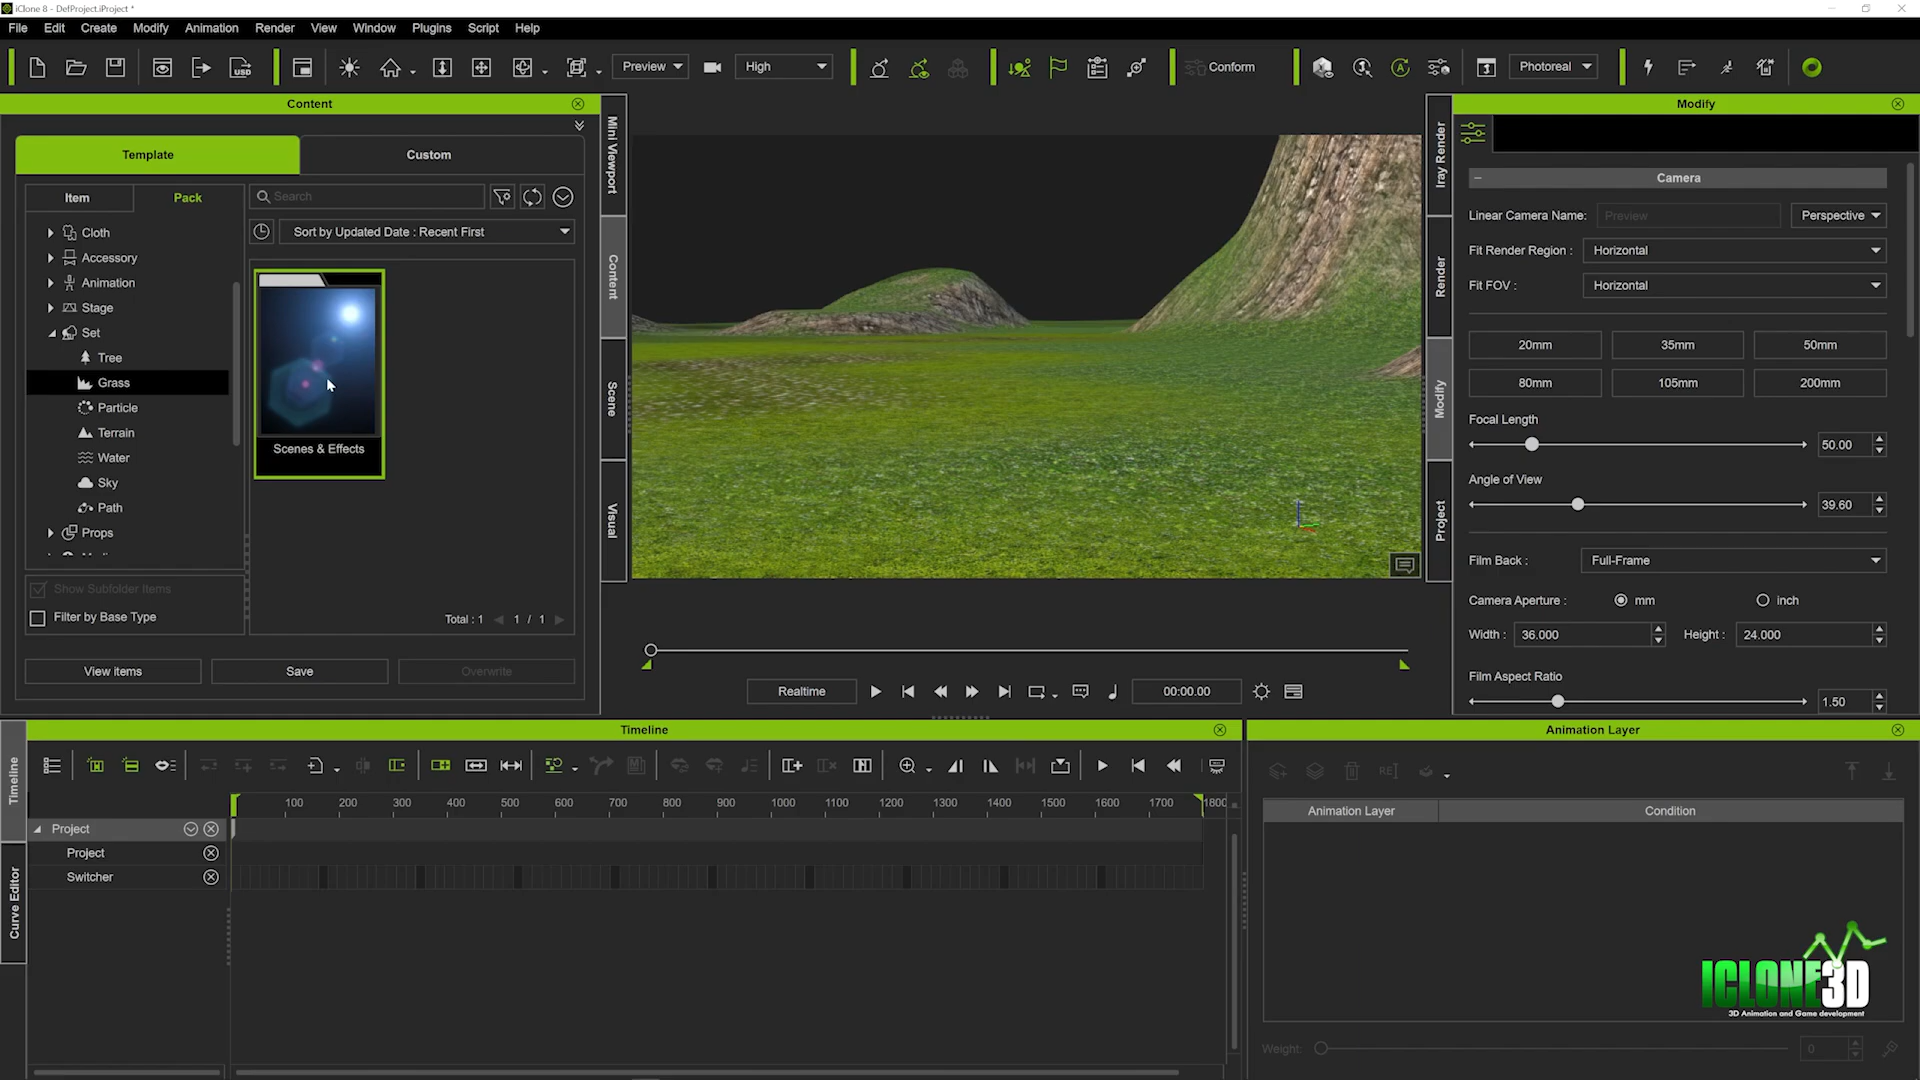 iClone 8 - DefProject.iProject *
File Edit Create Modify Animation Render View Window Plugins Script Help
USD Preview High Conform Photoreal
Content
Template Custom
Item Pack
Search
Sort by Updated Date : Recent First
Cloth
Accessory
Animation
Stage
Set
Tree
Grass
Particle
Terrain
Water
Sky
Path
Props
Scenes & Effects
Show Subfolder Items
Filter by Base Type
Total : 1 1 / 1
View items Save Overwrite
Mini Viewport
Content
Scene
Visual
Realtime 00:00.00
Iray Render
Render
Modify
Project
Modify
Camera
Linear Camera Name: Preview Perspective
Fit Render Region : Horizontal
Fit FOV : Horizontal
20mm 35mm 50mm
80mm 105mm 200mm
Focal Length
50.00
Angle of View
39.60
Film Back : Full-Frame
Camera Aperture : mm inch
Width : 36.000 Height : 24.000
Film Aspect Ratio
1.50
Timeline
Timeline
Curve Editor
100 200 300 400 500 600 700 800 900 1000 1100 1200 1300 1400 1500 1600 1700 1800
Project
Project
Switcher
Animation Layer
Animation Layer Condition
ICLONE3D
3D Animation and Game development
Weight: 0